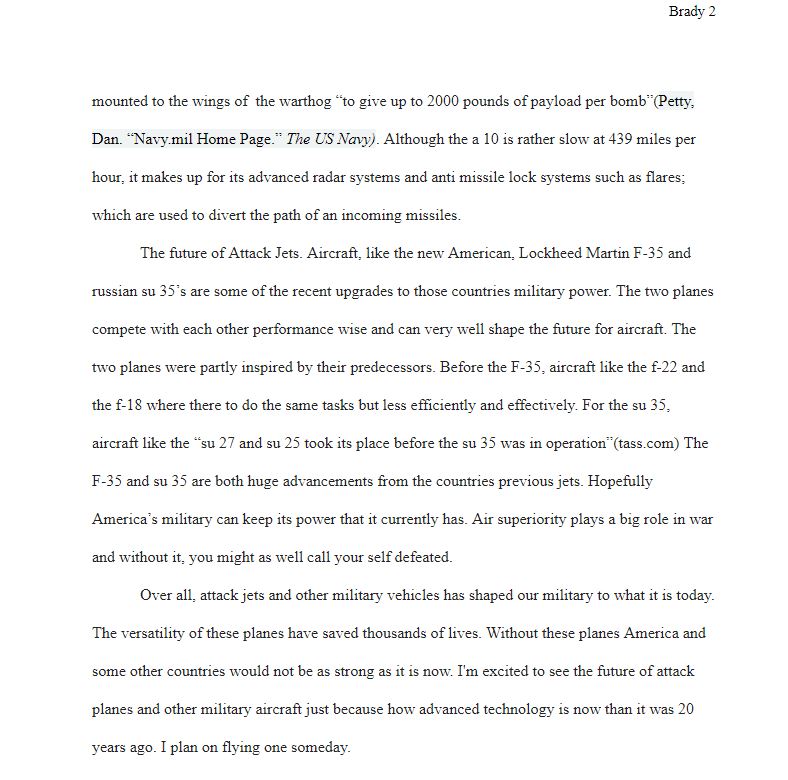 Brady 2
mounted to the wings of the warthog “to give up to 2000 pounds of payload per bomb”(Petty,
Dan. “Navy.mil Home Page.” The US Navy). Although the a 10 is rather slow at 439 miles per
hour, it makes up for its advanced radar systems and anti missile lock systems such as flares;
which are used to divert the path of an incoming missiles.
The future of Attack Jets. Aircraft, like the new American, Lockheed Martin F-35 and
russian su 35’s are some of the recent upgrades to those countries military power. The two planes
compete with each other performance wise and can very well shape the future for aircraft. The
two planes were partly inspired by their predecessors. Before the F-35, aircraft like the f-22 and
the f-18 where there to do the same tasks but less efficiently and effectively. For the su 35,
aircraft like the “su 27 and su 25 took its place before the su 35 was in operation”(tass.com) The
F-35 and su 35 are both huge advancements from the countries previous jets. Hopefully
America’s military can keep its power that it currently has. Air superiority plays a big role in war
and without it, you might as well call your self defeated.
Over all, attack jets and other military vehicles has shaped our military to what it is today.
The versatility of these planes have saved thousands of lives. Without these planes America and
some other countries would not be as strong as it is now. I'm excited to see the future of attack
planes and other military aircraft just because how advanced technology is now than it was 20
years ago. I plan on flying one someday.